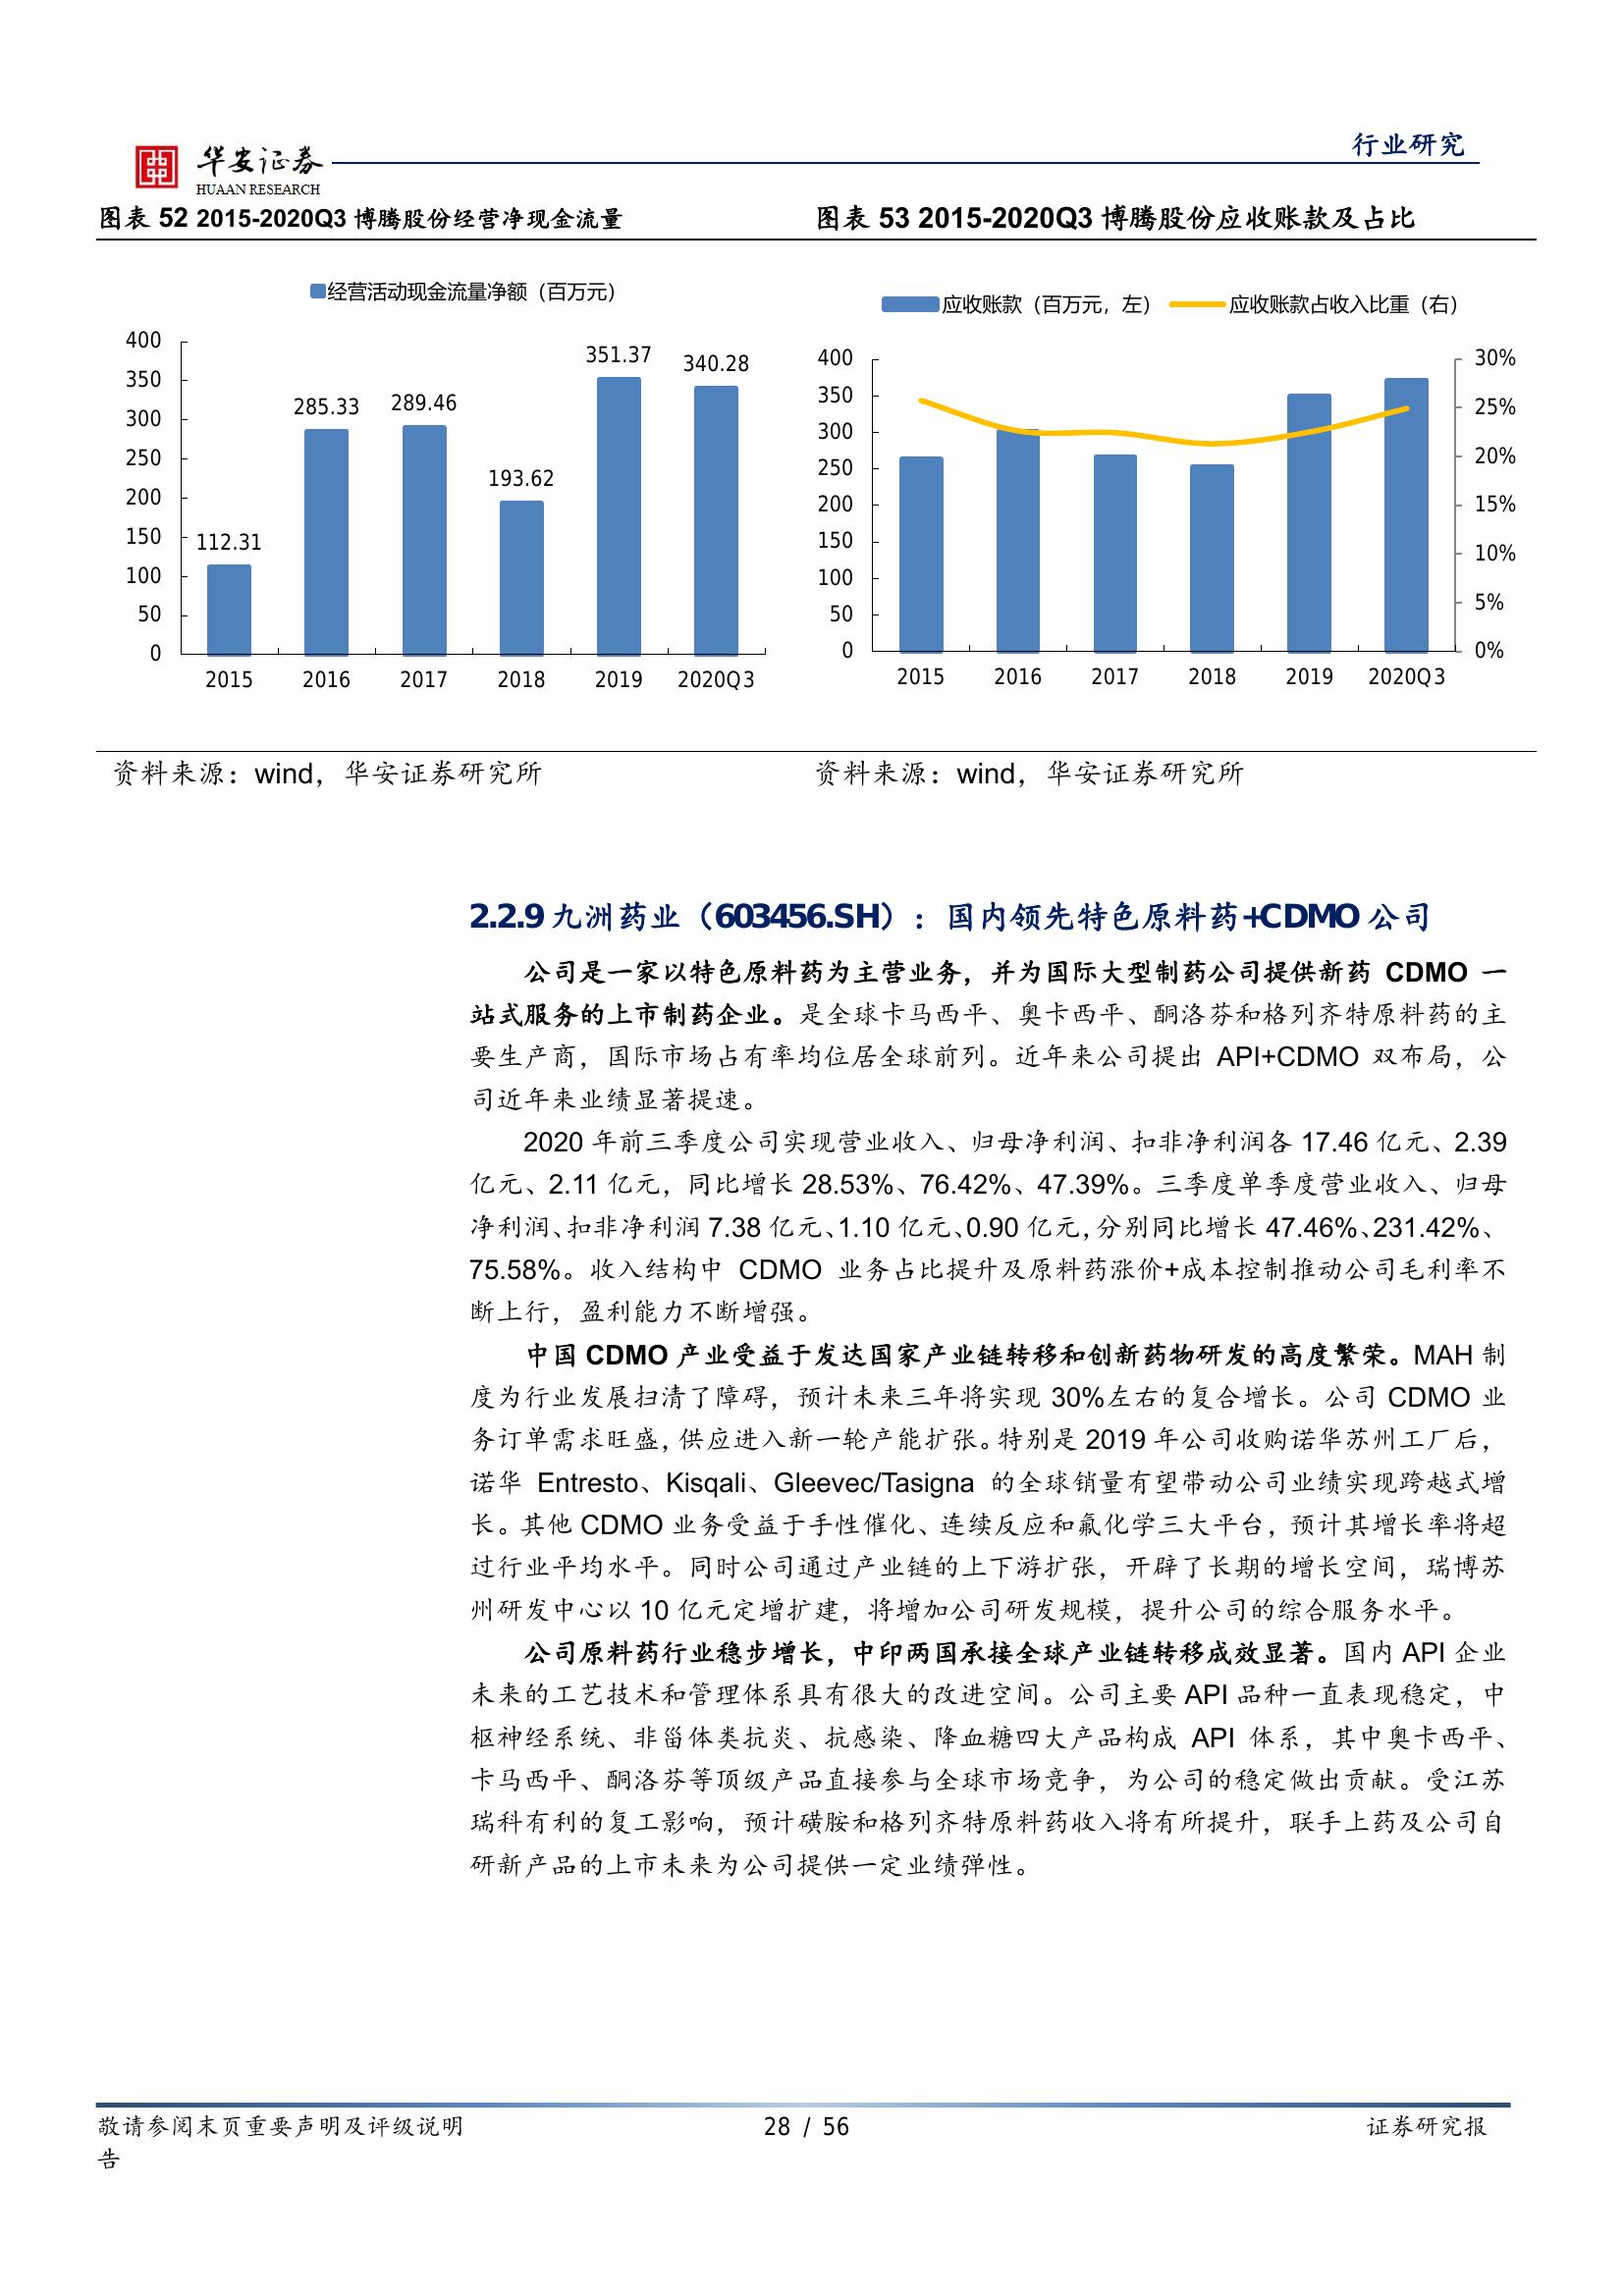 行业研究
华安证券
HUAAN RESEARCH
图表 52 2015-2020Q3 博腾股份经营净现金流量
经营活动现金流量净额（百万元）
400
350
300
250
200
150
100
50
0
112.31
285.33
289.46
193.62
351.37
340.28
2015 2016 2017 2018 2019 2020Q3
资料来源：wind，华安证券研究所
图表 53 2015-2020Q3 博腾股份应收账款及占比
应收账款（百万元，左） 应收账款占收入比重（右）
400
350
300
250
200
150
100
50
0
30%
25%
20%
15%
10%
5%
0%
2015 2016 2017 2018 2019 2020Q3
资料来源：wind，华安证券研究所
2.2.9 九洲药业（603456.SH）：国内领先特色原料药+CDMO 公司
公司是一家以特色原料药为主营业务，并为国际大型制药公司提供新药 CDMO 一
站式服务的上市制药企业。是全球卡马西平、奥卡西平、酮洛芬和格列齐特原料药的主
要生产商，国际市场占有率均位居全球前列。近年来公司提出 API+CDMO 双布局，公
司近年来业绩显著提速。
2020 年前三季度公司实现营业收入、归母净利润、扣非净利润各 17.46 亿元、2.39
亿元、2.11 亿元，同比增长 28.53%、76.42%、47.39%。三季度单季度营业收入、归母
净利润、扣非净利润 7.38 亿元、1.10 亿元、0.90 亿元，分别同比增长 47.46%、231.42%、
75.58%。收入结构中 CDMO 业务占比提升及原料药涨价+成本控制推动公司毛利率不
断上行，盈利能力不断增强。
中国 CDMO 产业受益于发达国家产业链转移和创新药物研发的高度繁荣。MAH 制
度为行业发展扫清了障碍，预计未来三年将实现 30%左右的复合增长。公司 CDMO 业
务订单需求旺盛，供应进入新一轮产能扩张。特别是 2019 年公司收购诺华苏州工厂后，
诺华 Entresto、Kisqali、Gleevec/Tasigna 的全球销量有望带动公司业绩实现跨越式增
长。其他 CDMO 业务受益于手性催化、连续反应和氟化学三大平台，预计其增长率将超
过行业平均水平。同时公司通过产业链的上下游扩张，开辟了长期的增长空间，瑞博苏
州研发中心以 10 亿元定增扩建，将增加公司研发规模，提升公司的综合服务水平。
公司原料药行业稳步增长，中印两国承接全球产业链转移成效显著。国内 API 企业
未来的工艺技术和管理体系具有很大的改进空间。公司主要 API 品种一直表现稳定，中
枢神经系统、非甾体类抗炎、抗感染、降血糖四大产品构成 API 体系，其中奥卡西平、
卡马西平、酮洛芬等顶级产品直接参与全球市场竞争，为公司的稳定做出贡献。受江苏
瑞科有利的复工影响，预计磺胺和格列齐特原料药收入将有所提升，联手上药及公司自
研新产品的上市未来为公司提供一定业绩弹性。
敬请参阅末页重要声明及评级说明 28 / 56 证券研究报
告